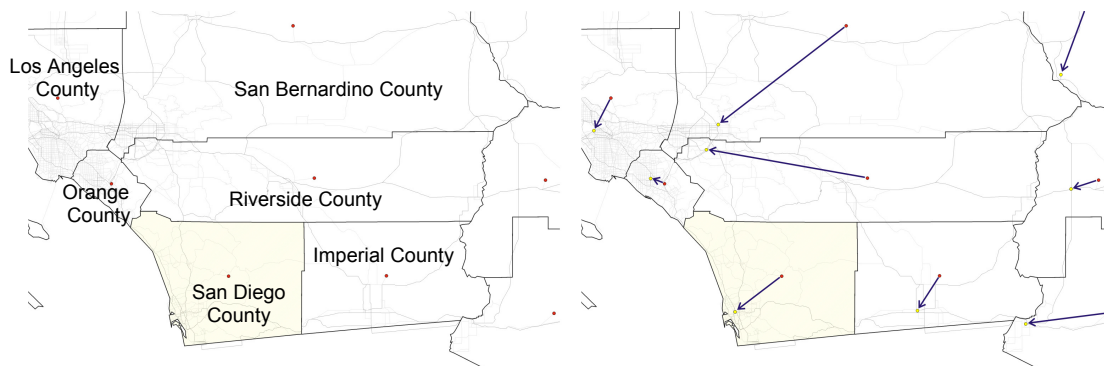 Los Angeles
County
San Bernardino County
Orange
County
Riverside County
Imperial County
San Diego
County